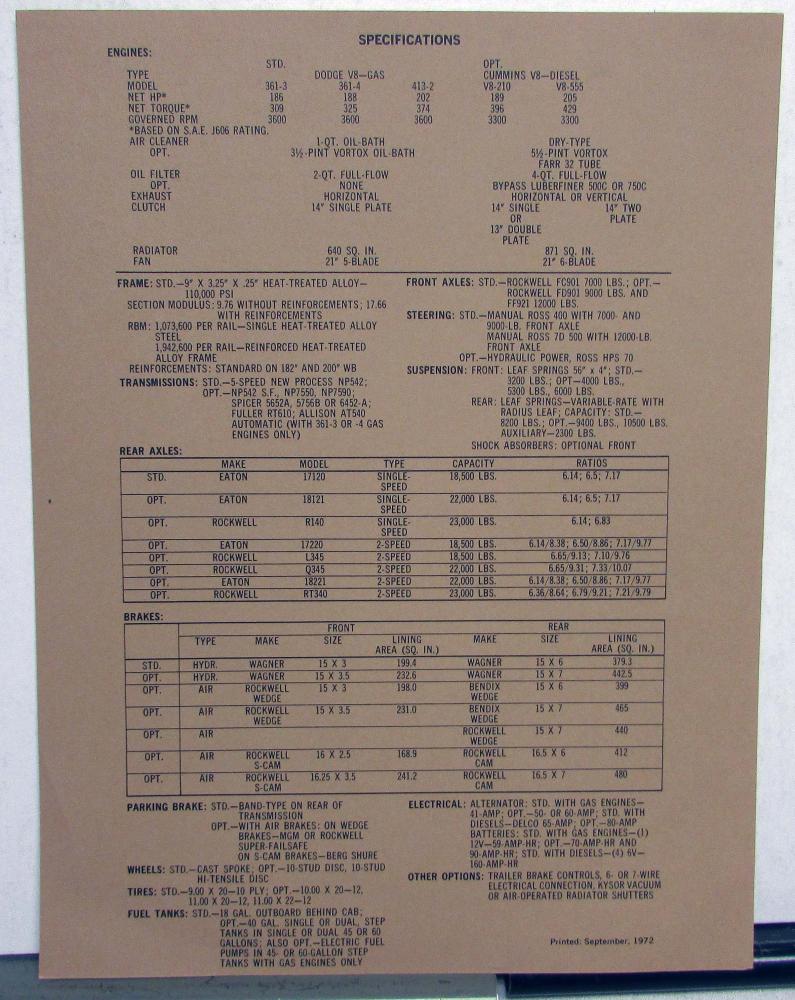 SPECIFICATIONS
ENGINES:
STD. OPT.
TYPE DODGE V8—GAS CUMMINS V8—DIESEL
MODEL 361-3 361-4 413-2 V8-210 V8-555
NET HP* 186 188 202 189 205
NET TORQUE* 309 325 374 396 429
GOVERNED RPM 3600 3600 3600 3300 3300
*BASED ON S.A.E. J606 RATING.
AIR CLEANER 1-QT. OIL-BATH DRY-TYPE
OPT. 3½-PINT VORTOX OIL-BATH 5½-PINT VORTOX
FARR 32 TUBE
OIL FILTER 2-QT. FULL-FLOW 4-QT. FULL-FLOW
OPT. NONE BYPASS LUBERFINER 500C OR 750C
EXHAUST HORIZONTAL HORIZONTAL OR VERTICAL
CLUTCH 14" SINGLE PLATE 14" SINGLE 14" TWO
OR PLATE
13" DOUBLE
PLATE
RADIATOR 640 SQ. IN. 871 SQ. IN.
FAN 21" 5-BLADE 21" 6-BLADE
FRAME: STD.—9" X 3.25" X .25" HEAT-TREATED ALLOY—
110,000 PSI
SECTION MODULUS: 9.76 WITHOUT REINFORCEMENTS; 17.66
WITH REINFORCEMENTS
RBM: 1,073,600 PER RAIL—SINGLE HEAT-TREATED ALLOY
STEEL
1,942,600 PER RAIL—REINFORCED HEAT-TREATED
ALLOY FRAME
REINFORCEMENTS: STANDARD ON 182" AND 200" WB
TRANSMISSIONS: STD.—5-SPEED NEW PROCESS NP542;
OPT.—NP542 S.F., NP7550, NP7590;
SPICER 5652A, 5756B OR 6452-A;
FULLER RT610; ALLISON AT540
AUTOMATIC (WITH 361-3 OR -4 GAS
ENGINES ONLY)
FRONT AXLES: STD.—ROCKWELL FC901 7000 LBS.; OPT.—
ROCKWELL FD901 9000 LBS. AND
FF921 12000 LBS.
STEERING: STD.—MANUAL ROSS 400 WITH 7000- AND
9000-LB. FRONT AXLE
MANUAL ROSS 7D 500 WITH 12000-LB.
FRONT AXLE
OPT.—HYDRAULIC POWER, ROSS HPS 70
SUSPENSION: FRONT: LEAF SPRINGS 56" x 4"; STD.—
3200 LBS.; OPT—4000 LBS.,
5300 LBS., 6000 LBS.
REAR: LEAF SPRINGS—VARIABLE-RATE WITH
RADIUS LEAF; CAPACITY: STD.—
8200 LBS.; OPT.—9400 LBS., 10500 LBS.
AUXILIARY—2300 LBS.
SHOCK ABSORBERS: OPTIONAL FRONT
REAR AXLES:
MAKE MODEL TYPE CAPACITY RATIOS
STD. EATON 17120 SINGLE- 18,500 LBS. 6.14; 6.5; 7.17
SPEED
OPT. EATON 18121 SINGLE- 22,000 LBS. 6.14; 6.5; 7.17
SPEED
OPT. ROCKWELL R140 SINGLE- 23,000 LBS. 6.14; 6.83
SPEED
OPT. EATON 17220 2-SPEED 18,500 LBS. 6.14/8.38; 6.50/8.86; 7.17/9.77
OPT. ROCKWELL L345 2-SPEED 18,500 LBS. 6.65/9.13; 7.10/9.76
OPT. ROCKWELL Q345 2-SPEED 22,000 LBS. 6.65/9.31; 7.33/10.07
OPT. EATON 18221 2-SPEED 22,000 LBS. 6.14/8.38; 6.50/8.86; 7.17/9.77
OPT. ROCKWELL RT340 2-SPEED 23,000 LBS. 6.36/8.64; 6.79/9.21; 7.21/9.79
BRAKES:
FRONT REAR
TYPE MAKE SIZE LINING MAKE SIZE LINING
AREA (SQ. IN.) AREA (SQ. IN.)
STD. HYDR. WAGNER 15 X 3 199.4 WAGNER 15 X 6 379.3
OPT. HYDR. WAGNER 15 X 3.5 232.6 WAGNER 15 X 7 442.5
OPT. AIR ROCKWELL 15 X 3 198.0 BENDIX 15 X 6 399
WEDGE WEDGE
OPT. AIR ROCKWELL 15 X 3.5 231.0 BENDIX 15 X 7 465
WEDGE WEDGE
OPT. AIR ROCKWELL 15 X 7 440
WEDGE
OPT. AIR ROCKWELL 16 X 2.5 168.9 ROCKWELL 16.5 X 6 412
S-CAM CAM
OPT. AIR ROCKWELL 16.25 X 3.5 241.2 ROCKWELL 16.5 X 7 480
S-CAM CAM
PARKING BRAKE: STD.—BAND-TYPE ON REAR OF
TRANSMISSION
OPT.—WITH AIR BRAKES: ON WEDGE
BRAKES—MGM OR ROCKWELL
SUPER-FAILSAFE
ON S-CAM BRAKES—BERG SHURE
WHEELS: STD.—CAST SPOKE; OPT.—10-STUD DISC, 10-STUD
HI-TENSILE DISC
TIRES: STD.—9.00 X 20—10 PLY; OPT.—10.00 X 20—12,
11.00 X 20—12, 11.00 X 22—12
FUEL TANKS: STD.—18 GAL. OUTBOARD BEHIND CAB;
OPT.—40 GAL. SINGLE OR DUAL, STEP
TANKS IN SINGLE OR DUAL 45 OR 60
GALLONS; ALSO OPT.—ELECTRIC FUEL
PUMPS IN 45- OR 60-GALLON STEP
TANKS WITH GAS ENGINES ONLY
ELECTRICAL: ALTERNATOR: STD. WITH GAS ENGINES—
41-AMP; OPT.—50- OR 60-AMP; STD. WITH
DIESELS—DELCO 65-AMP; OPT.—80-AMP
BATTERIES: STD. WITH GAS ENGINES—(1)
12V—59-AMP-HR; OPT.—70-AMP-HR AND
90-AMP-HR; STD. WITH DIESELS—(4) 6V—
160-AMP-HR
OTHER OPTIONS: TRAILER BRAKE CONTROLS, 6- OR 7-WIRE
ELECTRICAL CONNECTION, KYSOR VACUUM
OR AIR-OPERATED RADIATOR SHUTTERS
Printed: September, 1972